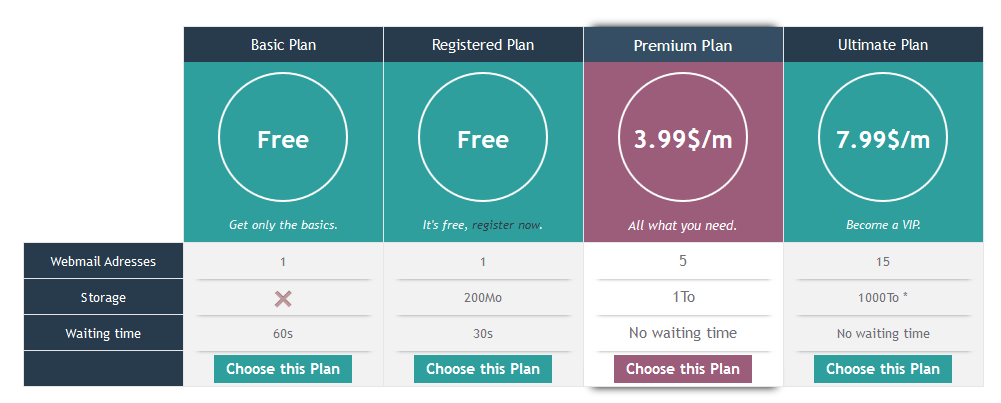 Basic Plan
Registered Plan
Premium Plan
Ultimate Plan
Free
Free
3.99$/m
7.99$/m
Get only the basics.
It's free, register now.
All what you need.
Become a VIP.
Webmail Adresses
1
1
5
15
Storage
200Mo
1To
1000To *
Waiting time
60s
30s
No waiting time
No waiting time
Choose this Plan
Choose this Plan
Choose this Plan
Choose this Plan